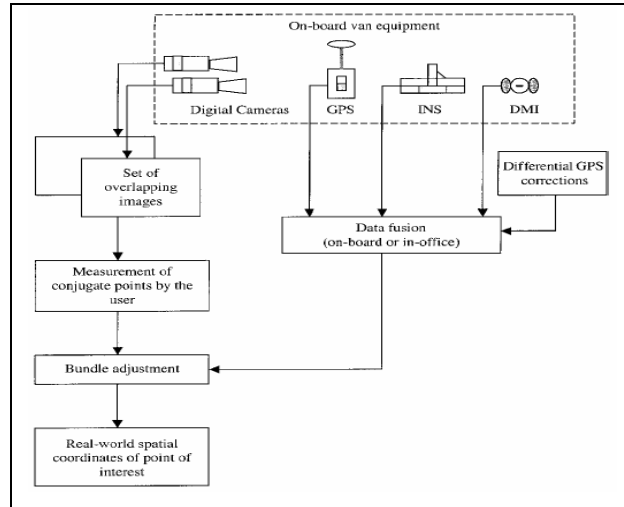 On-board van equipment
Digital Cameras
GPS
INS
DMI
Set of
overlapping
images
Differential GPS
corrections
Data fusion
(on-board or in-office)
Measurement of
conjugate points by the
user
Bundle adjustment
Real-world spatial
coordinates of point of
interest